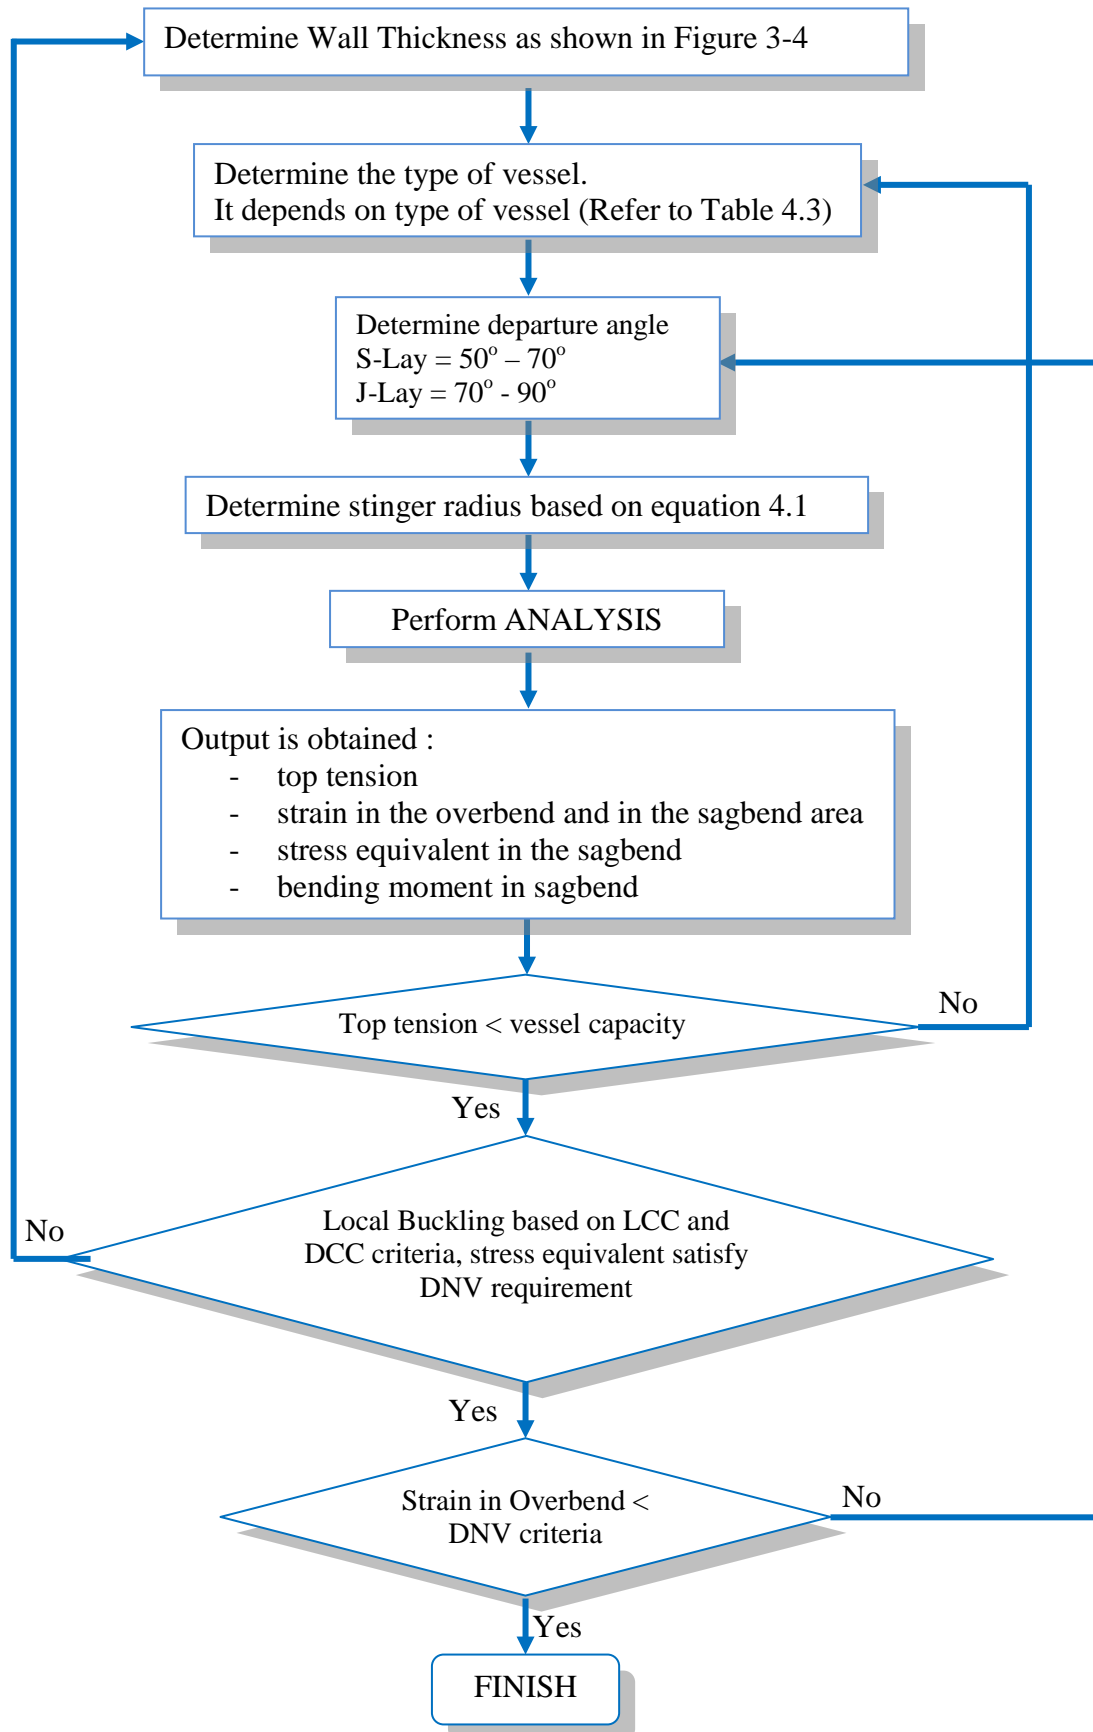 Determine Wall Thickness as shown in Figure 3-4
Determine the type of vessel.
It depends on type of vessel (Refer to Table 4.3)
Determine departure angle
S-Lay = 50° – 70°
J-Lay = 70° - 90°
Determine stinger radius based on equation 4.1
Perform ANALYSIS
Output is obtained :
- top tension
- strain in the overbend and in the sagbend area
- stress equivalent in the sagbend
- bending moment in sagbend
Top tension < vessel capacity
No
Yes
Local Buckling based on LCC and
DCC criteria, stress equivalent satisfy
DNV requirement
No
Yes
Strain in Overbend <
DNV criteria
No
Yes
FINISH